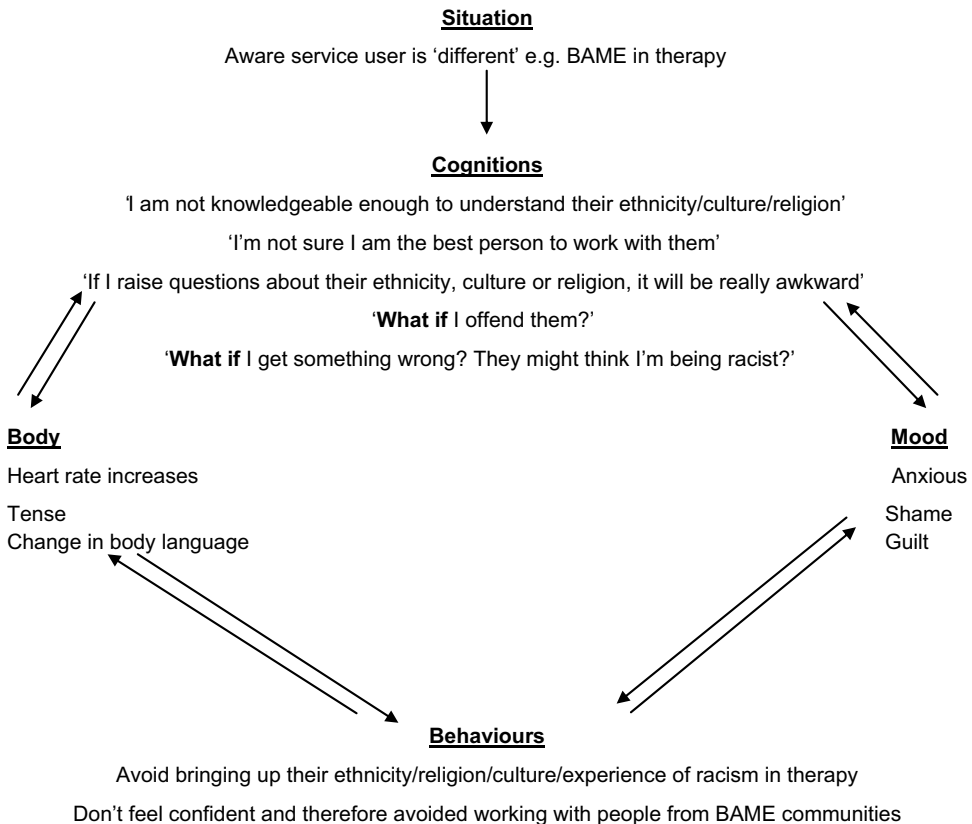 Situation
Aware service user is ‘different’ e.g. BAME in therapy
Cognitions
‘I am not knowledgeable enough to understand their ethnicity/culture/religion’
‘I’m not sure I am the best person to work with them’
‘If I raise questions about their ethnicity, culture or religion, it will be really awkward’
‘What if I offend them?’
‘What if I get something wrong? They might think I’m being racist?’
Body
Heart rate increases
Tense
Change in body language
Mood
Anxious
Shame
Guilt
Behaviours
Avoid bringing up their ethnicity/religion/culture/experience of racism in therapy
Don’t feel confident and therefore avoided working with people from BAME communities